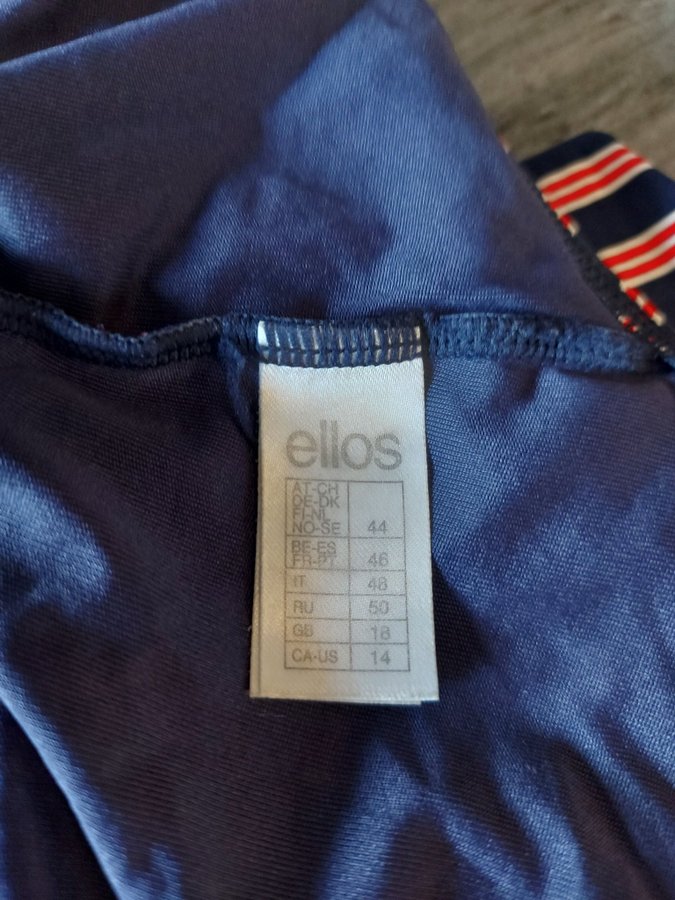 ellos
AT-CH
DE-DK
FI-NL
NO-SE 44
BE-ES
FR-PT 46
IT 48
RU 50
GB 18
CA-US 14